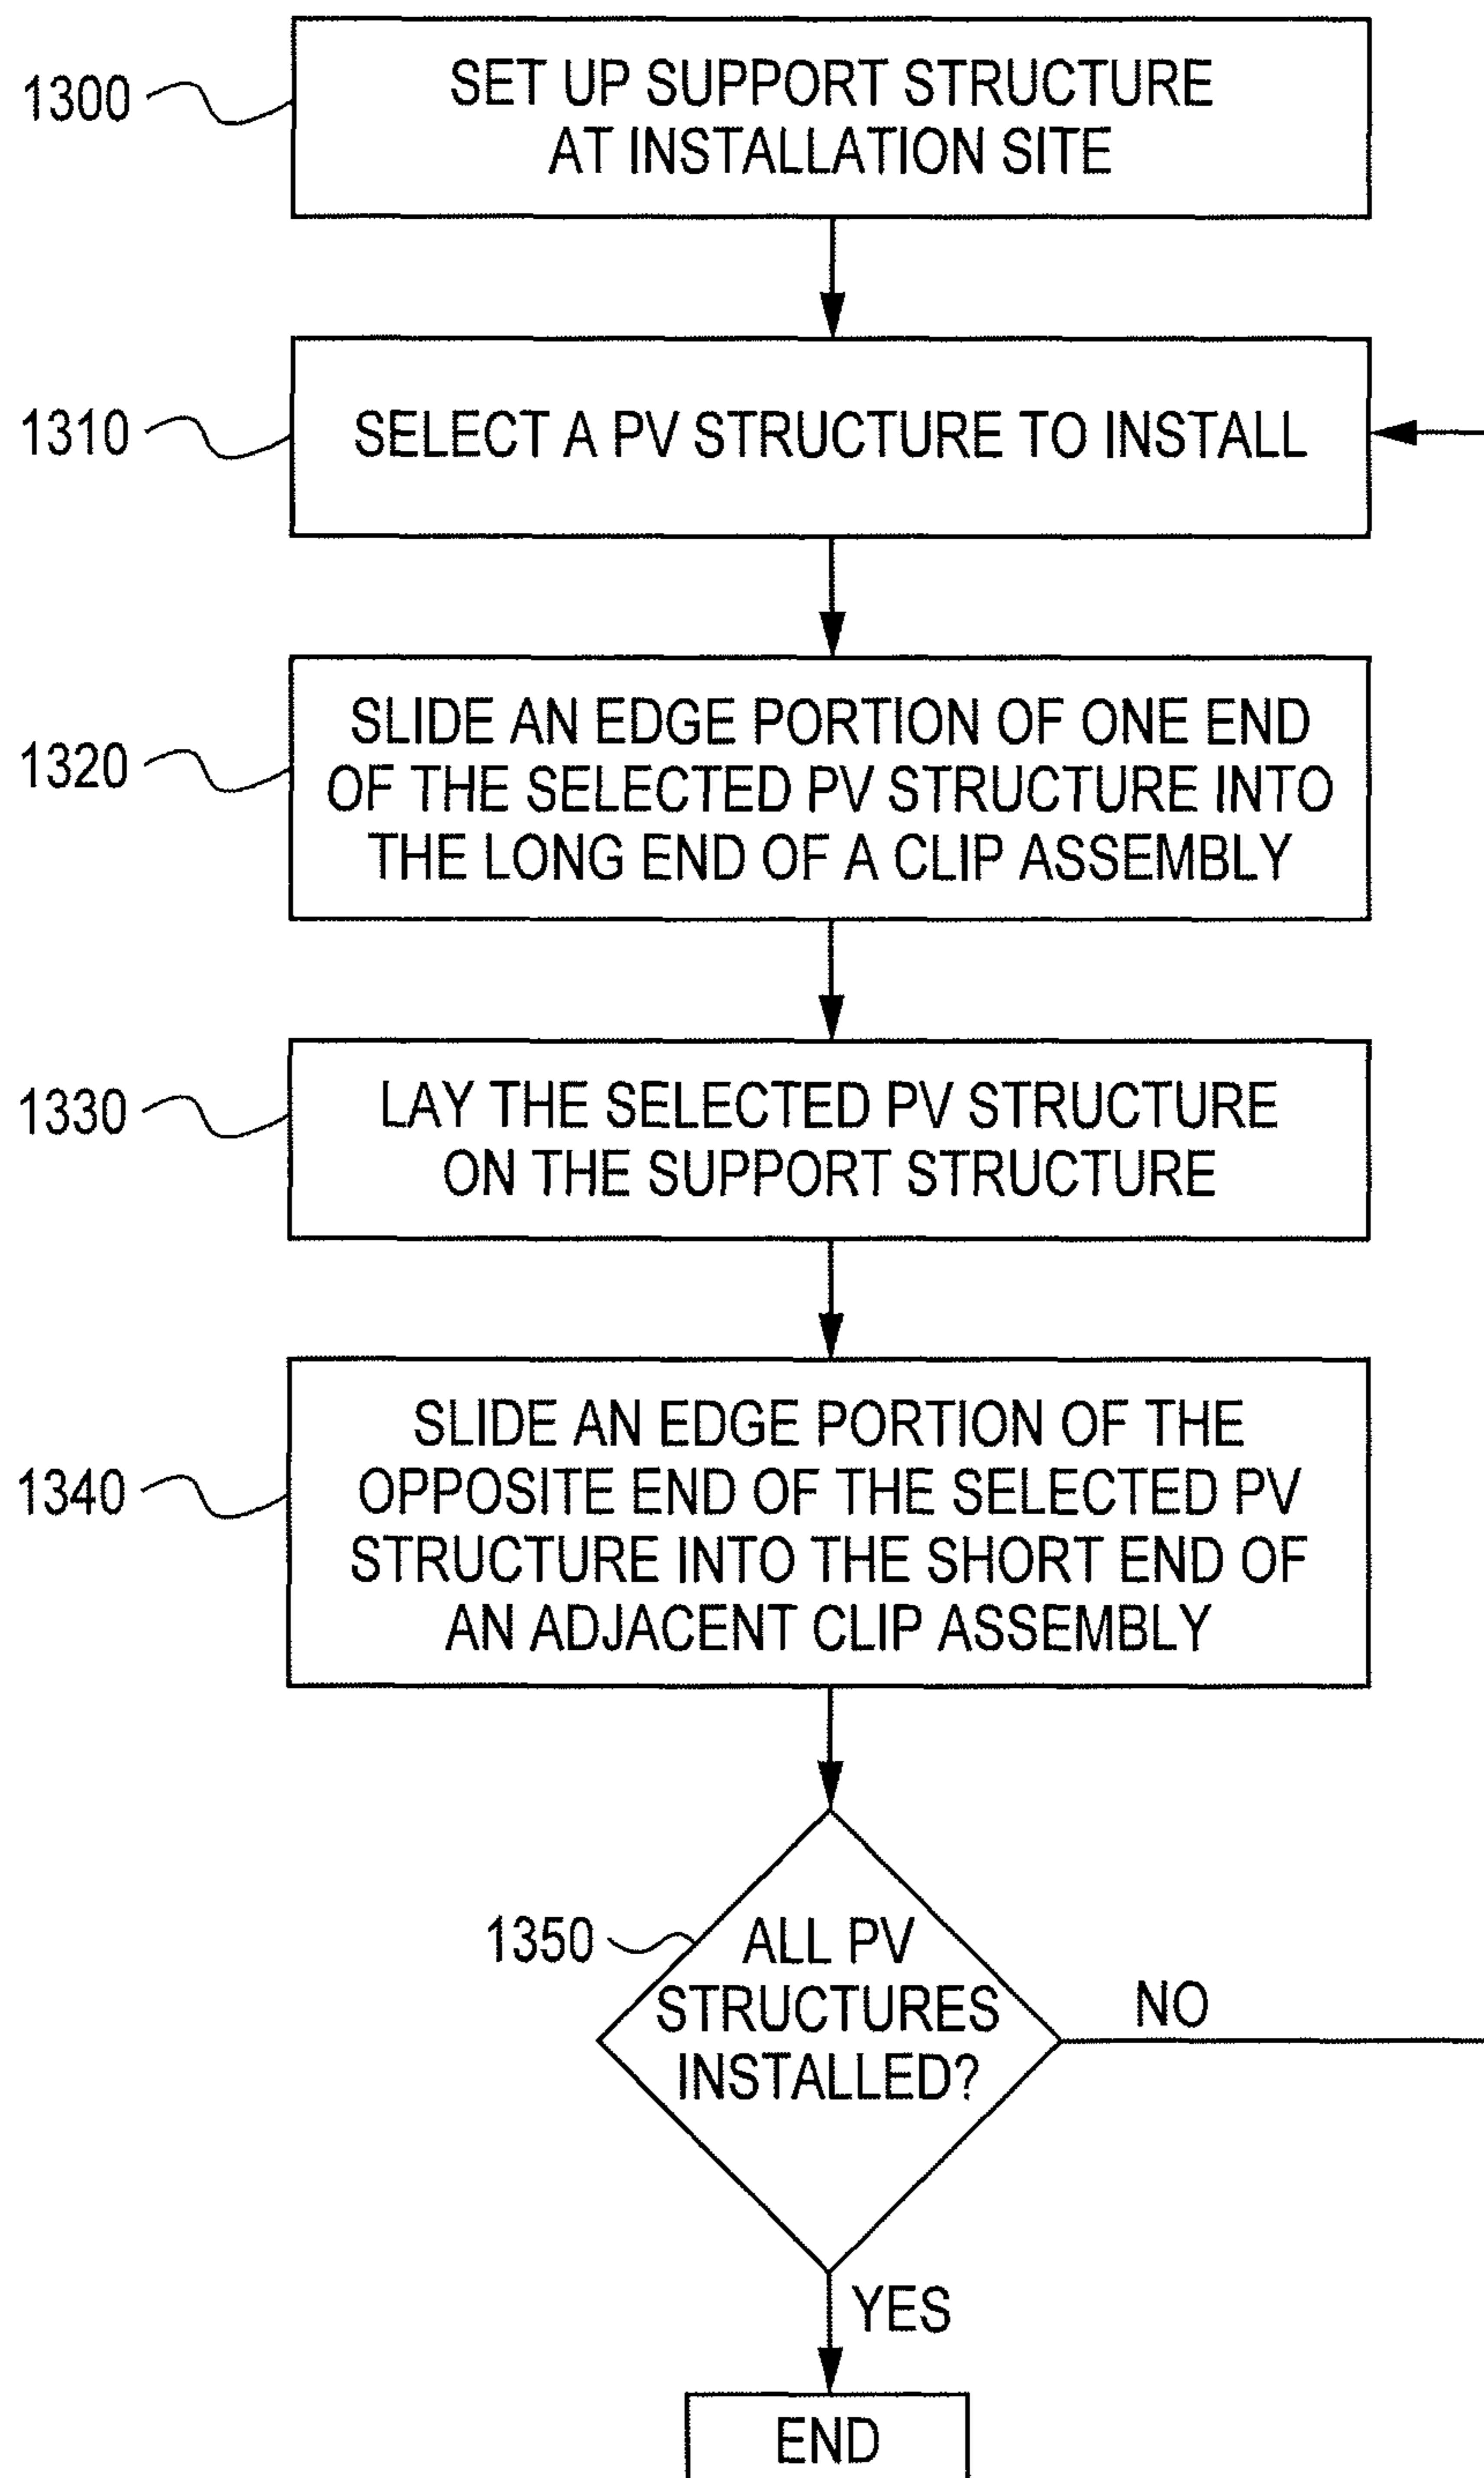 1300
SET UP SUPPORT STRUCTURE
AT INSTALLATION SITE
1310
SELECT A PV STRUCTURE TO INSTALL
1320
SLIDE AN EDGE PORTION OF ONE END
OF THE SELECTED PV STRUCTURE INTO
THE LONG END OF A CLIP ASSEMBLY
1330
LAY THE SELECTED PV STRUCTURE
ON THE SUPPORT STRUCTURE
1340
SLIDE AN EDGE PORTION OF THE
OPPOSITE END OF THE SELECTED PV
STRUCTURE INTO THE SHORT END OF
AN ADJACENT CLIP ASSEMBLY
1350
ALL PV
STRUCTURES
INSTALLED?
NO
YES
END